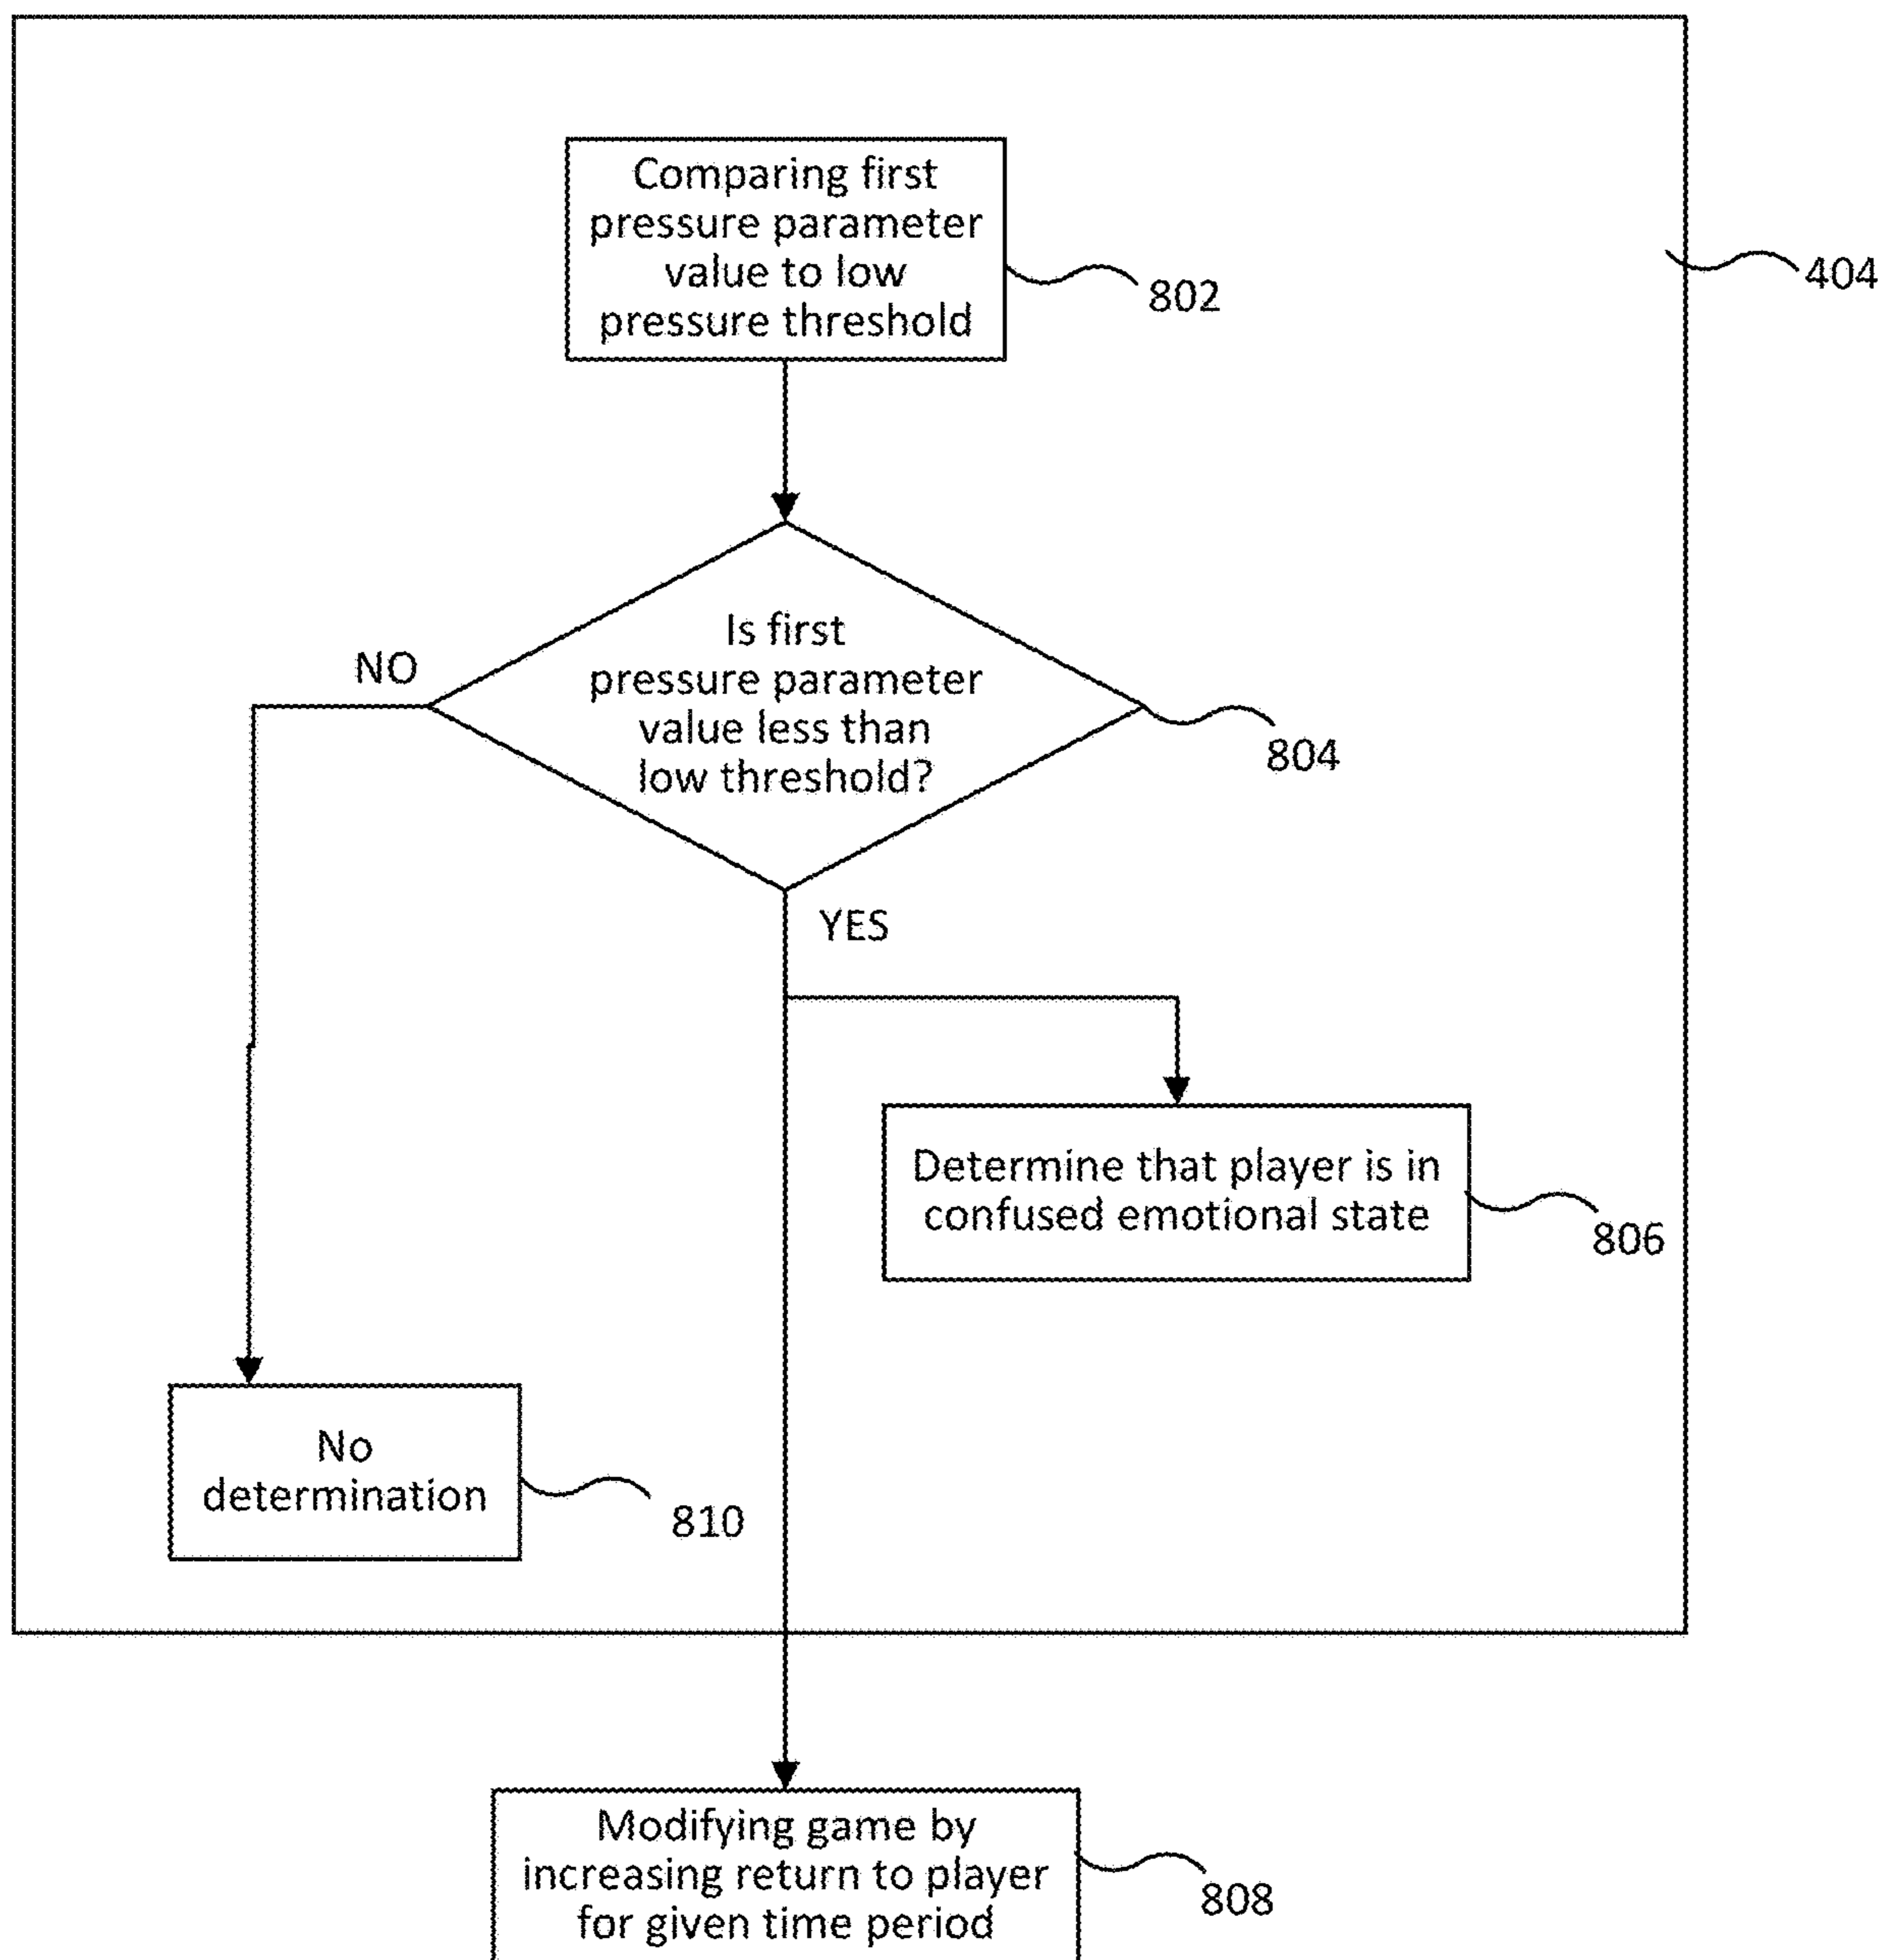 Comparing first
pressure parameter
value to low
pressure threshold
802
404
Is first
pressure parameter
value less than
low threshold?
NO
804
YES
Determine that player is in
confused emotional state
806
No
determination
810
Modifying game by
increasing return to player
for given time period
808